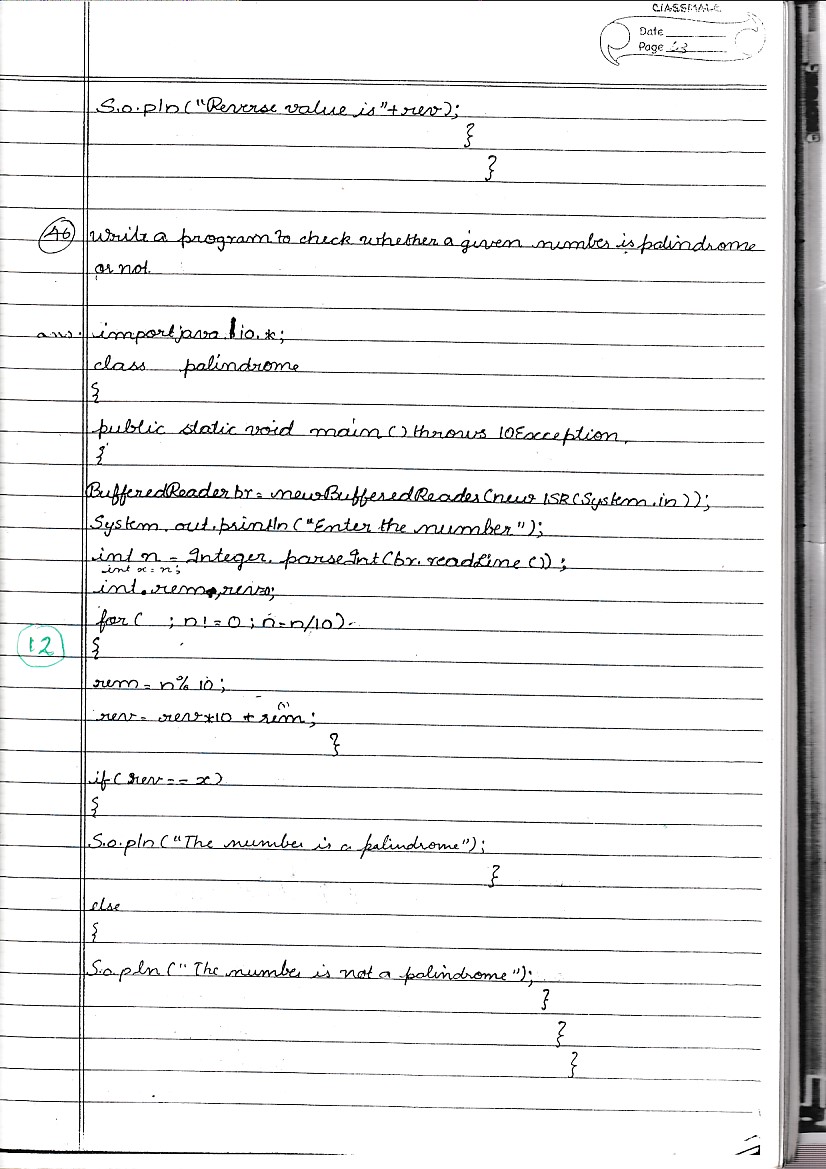 CLASSMATE
Date
Page
S.o.pln("Reverse value is"+rev);
}
}
46 Write a program to check whether a given number is palindrome
or not.
ans. import java.io.*;
class palindrome
{
public static void main() throws IOException
{
BufferedReader br = new BufferedReader(new ISR(System.in));
System.out.println("Enter the number");
int n = Integer.parseInt(br.readLine());
int x = n;
int rem, rev=0;
for( ; n!=0; n=n/10)
12 {
rem = n%10;
rev = rev*10 + rem;
}
if(rev == x)
{
S.o.pln("The number is a palindrome");
}
else
{
S.o.pln("The number is not a palindrome");
}
}
}